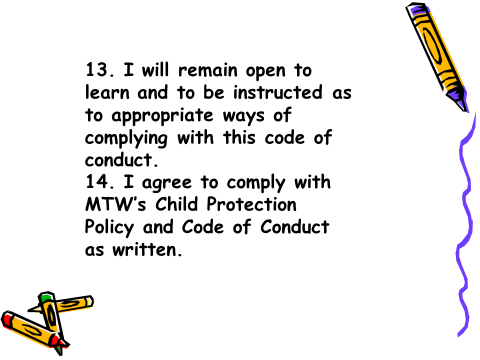 13. I will remain open to
learn and to be instructed as
to appropriate ways of
complying with this code of
conduct.
14. I agree to comply with
MTW's Child Protection
Policy and Code of Conduct
as written.